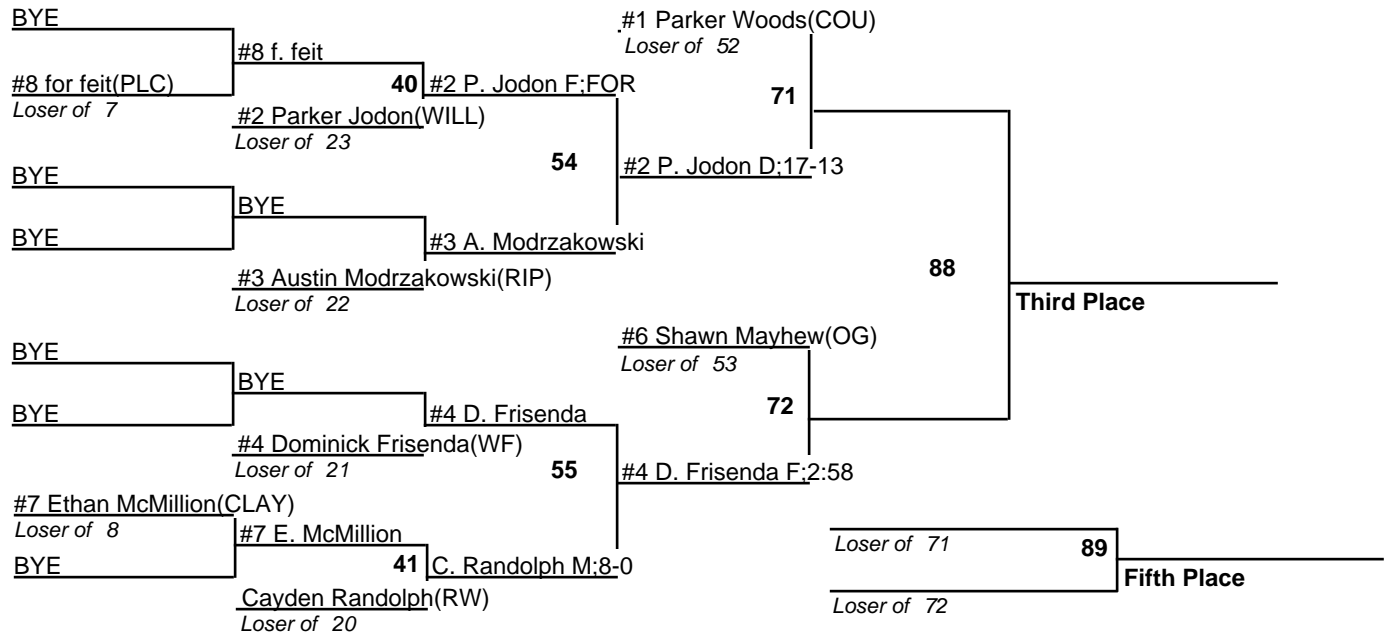 BYE
#8 f. feit
#8 for feit(PLC)
Loser of 7
40
#2 P. Jodon F;FOR
#2 Parker Jodon(WILL)
Loser of 23
54
#2 P. Jodon D;17-13
BYE
BYE
BYE
#3 A. Modrzakowski
#3 Austin Modrzakowski(RIP)
Loser of 22
#1 Parker Woods(COU)
Loser of 52
71
88
Third Place
BYE
BYE
BYE
#4 D. Frisenda
#4 Dominick Frisenda(WF)
Loser of 21
55
#4 D. Frisenda F;2:58
#7 Ethan McMillion(CLAY)
Loser of 8
#7 E. McMillion
BYE
41
C. Randolph M;8-0
Cayden Randolph(RW)
Loser of 20
#6 Shawn Mayhew(OG)
Loser of 53
72
Loser of 71
89
Fifth Place
Loser of 72